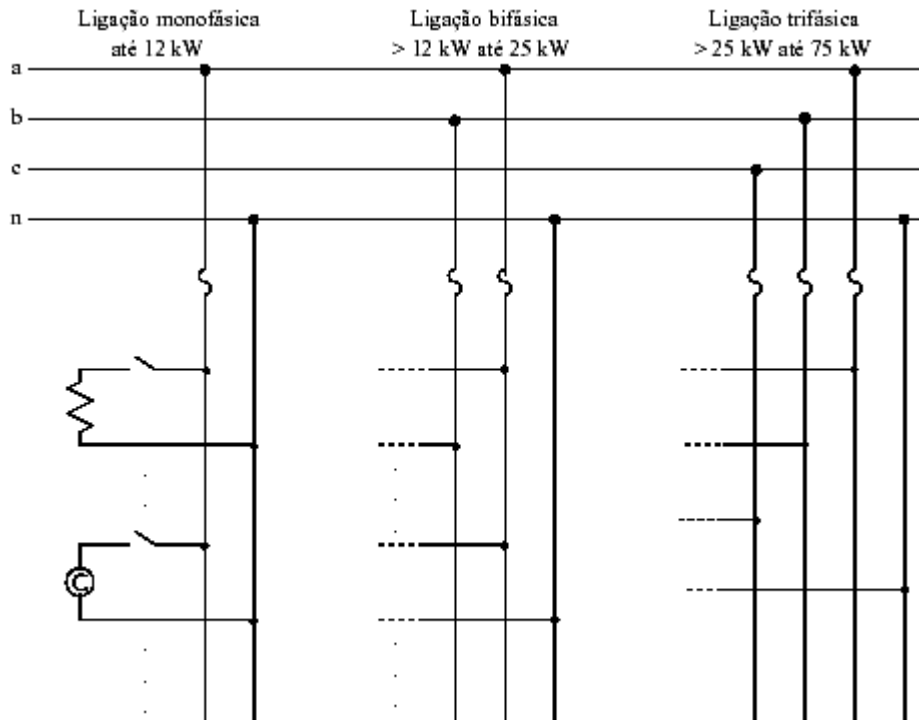 Ligação monofásica
até 12 kW
Ligação bifásica
> 12 kW até 25 kW
Ligação trifásica
> 25 kW até 75 kW
a
b
c
n
C